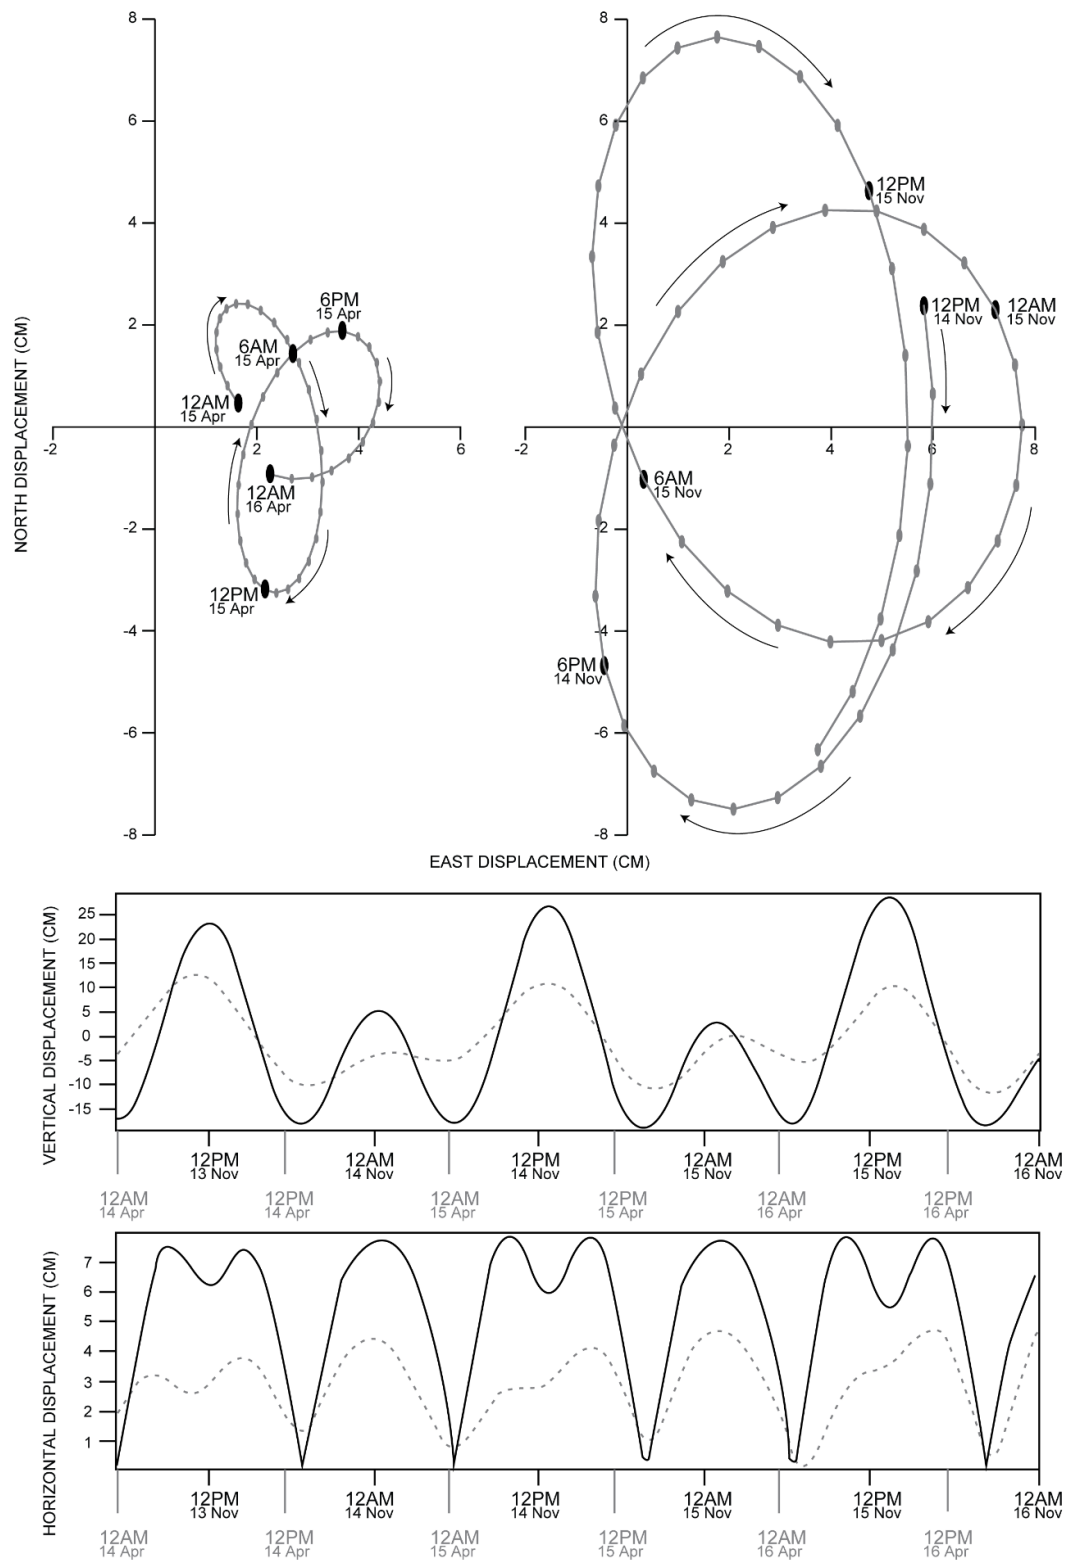 8
6
4
2
-2
-4
-6
-8
-2
2
4
6
NORTH DISPLACEMENT (CM)
6PM
15 Apr
6AM
15 Apr
12AM
15 Apr
12AM
16 Apr
12PM
15 Apr
8
6
4
2
-2
-4
-6
-8
-2
2
4
6
8
12PM
15 Nov
12PM
14 Nov
12AM
15 Nov
6AM
15 Nov
6PM
14 Nov
EAST DISPLACEMENT (CM)
VERTICAL DISPLACEMENT (CM)
25
20
15
10
5
0
-5
-10
-15
12PM
13 Nov
12AM
14 Nov
12PM
14 Nov
12AM
15 Nov
12PM
15 Nov
12AM
16 Nov
12AM
14 Apr
12PM
14 Apr
12AM
15 Apr
12PM
15 Apr
12AM
16 Apr
12PM
16 Apr
HORIZONTAL DISPLACEMENT (CM)
7
6
5
4
3
2
1
12PM
13 Nov
12AM
14 Nov
12PM
14 Nov
12AM
15 Nov
12PM
15 Nov
12AM
16 Nov
12AM
14 Apr
12PM
14 Apr
12AM
15 Apr
12PM
15 Apr
12AM
16 Apr
12PM
16 Apr